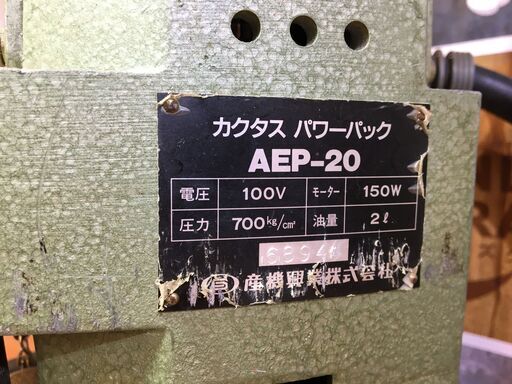 カクタス パワーパック
AEP-20
電圧 100V モーター 150W
圧力 700kg/cm² 油量 2ℓ
産機興業株式会社